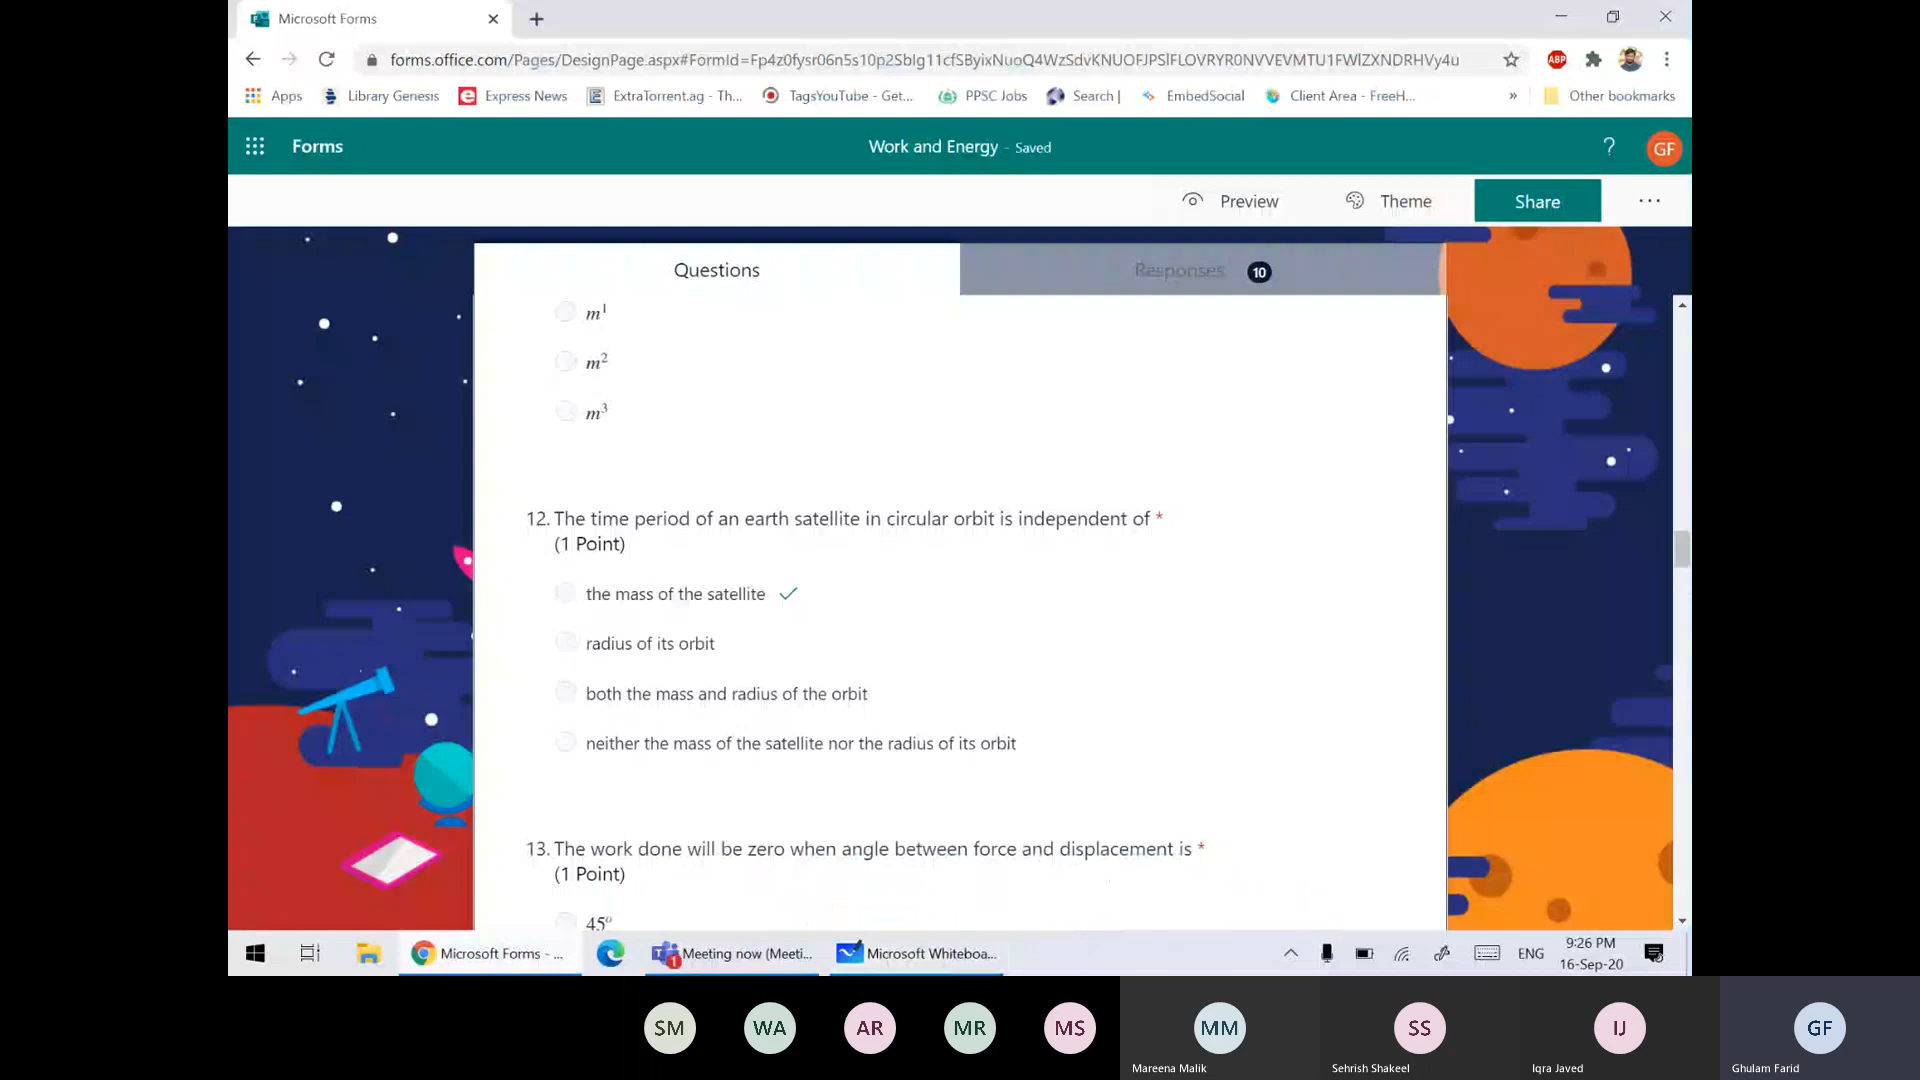 Microsoft Forms
forms.office.com/Pages/DesignPage.aspx#FormId=Fp4z0fysr06n5s10p2SbIg11cfSByixNuoQ4WzSdvKNUOFJPSlFLOVRYR0NVVEVMTU1FWlZXNDRHVy4u
ABP
Apps Library Genesis Express News ExtraTorrent.ag - Th... TagsYouTube - Get... PPSC Jobs Search | EmbedSocial Client Area - FreeH... » Other bookmarks
Forms Work and Energy - Saved ? GF
Preview Theme Share ...
Questions Responses 10
m¹
m²
m³
12. The time period of an earth satellite in circular orbit is independent of *
(1 Point)
the mass of the satellite
radius of its orbit
both the mass and radius of the orbit
neither the mass of the satellite nor the radius of its orbit
13. The work done will be zero when angle between force and displacement is *
(1 Point)
45°
Microsoft Forms - ... 1 Meeting now (Meeti... Microsoft Whiteboa... ENG 9:26 PM
16-Sep-20
SM WA AR MR MS MM SS IJ GF
Mareena Malik Sehrish Shakeel Iqra Javed Ghulam Farid